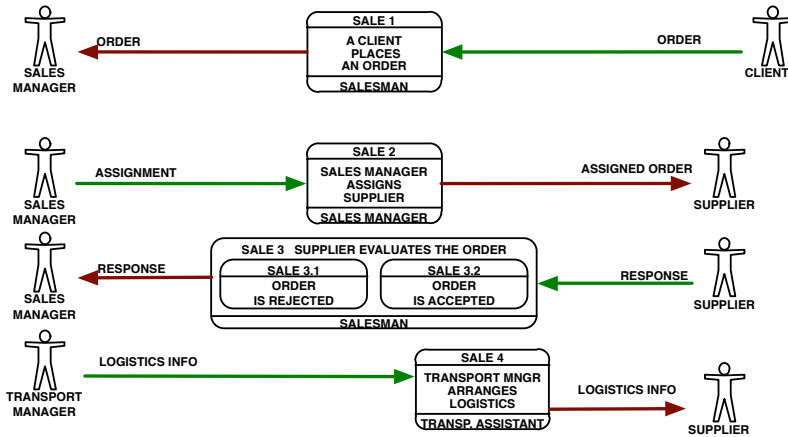 SALE 1
ORDER
A CLIENT
PLACES
AN ORDER
ORDER
SALES
MANAGER
SALESMAN
CLIENT
SALE 2
ASSIGNMENT
SALES MANAGER
ASSIGNS
SUPPLIER
ASSIGNED ORDER
SALES
MANAGER
SALES MANAGER
SUPPLIER
SALE 3 SUPPLIER EVALUATES THE ORDER
RESPONSE
SALE 3.1
ORDER
IS REJECTED
SALE 3.2
ORDER
IS ACCEPTED
RESPONSE
SALES
MANAGER
SALESMAN
SUPPLIER
LOGISTICS INFO
SALE 4
TRANSPORT MNGR
ARRANGES
LOGISTICS
LOGISTICS INFO
TRANSPORT
MANAGER
TRANSP. ASSISTANT
SUPPLIER